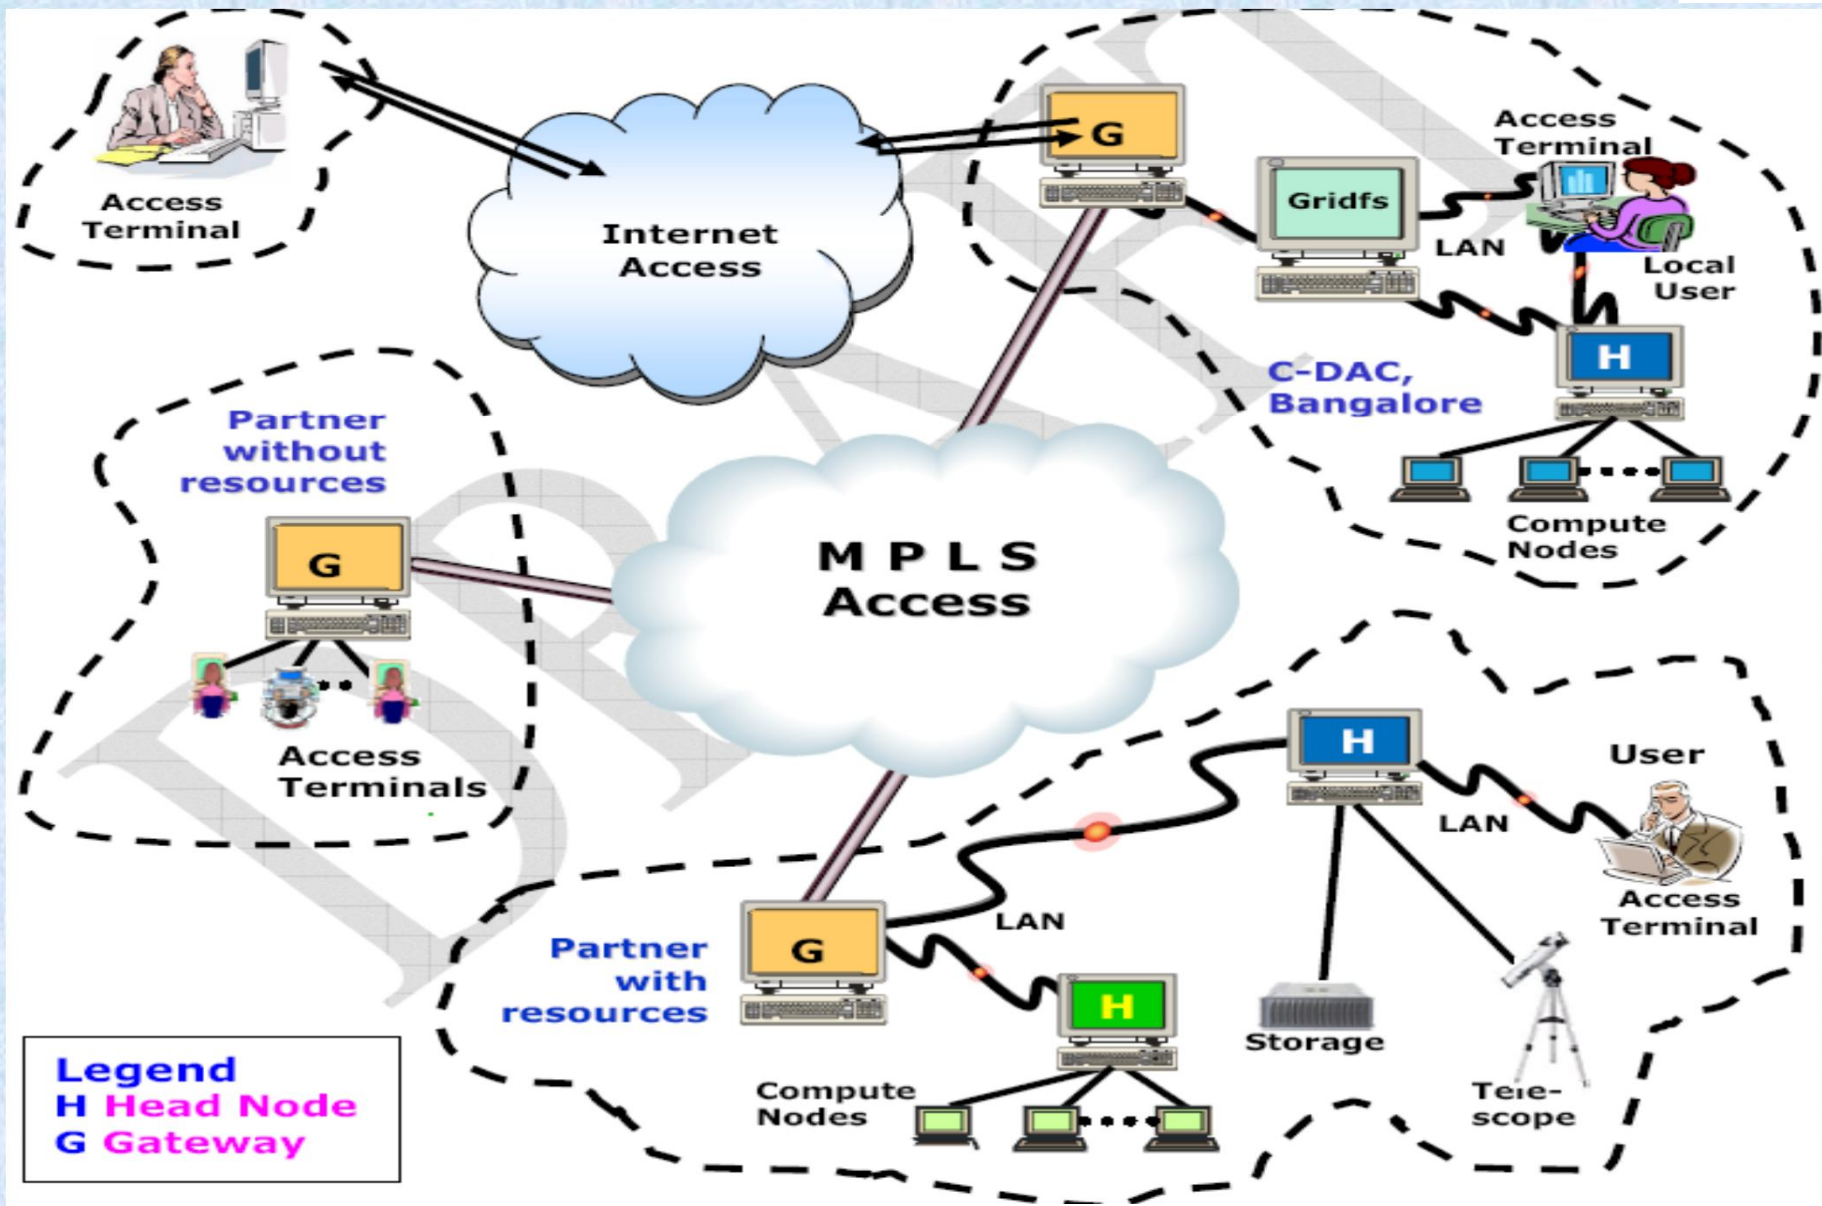 Access
Terminal
Internet
Access
G
Gridfs
Access
Terminal
LAN
Local
User
H
C-DAC,
Bangalore
Compute
Nodes
Partner
without
resources
G
Access
Terminals
M P L S
Access
H
User
LAN
Access
Terminal
LAN
G
Partner
with
resources
H
Storage
Tele-
scope
Compute
Nodes
Legend
H Head Node
G Gateway
DRAFT